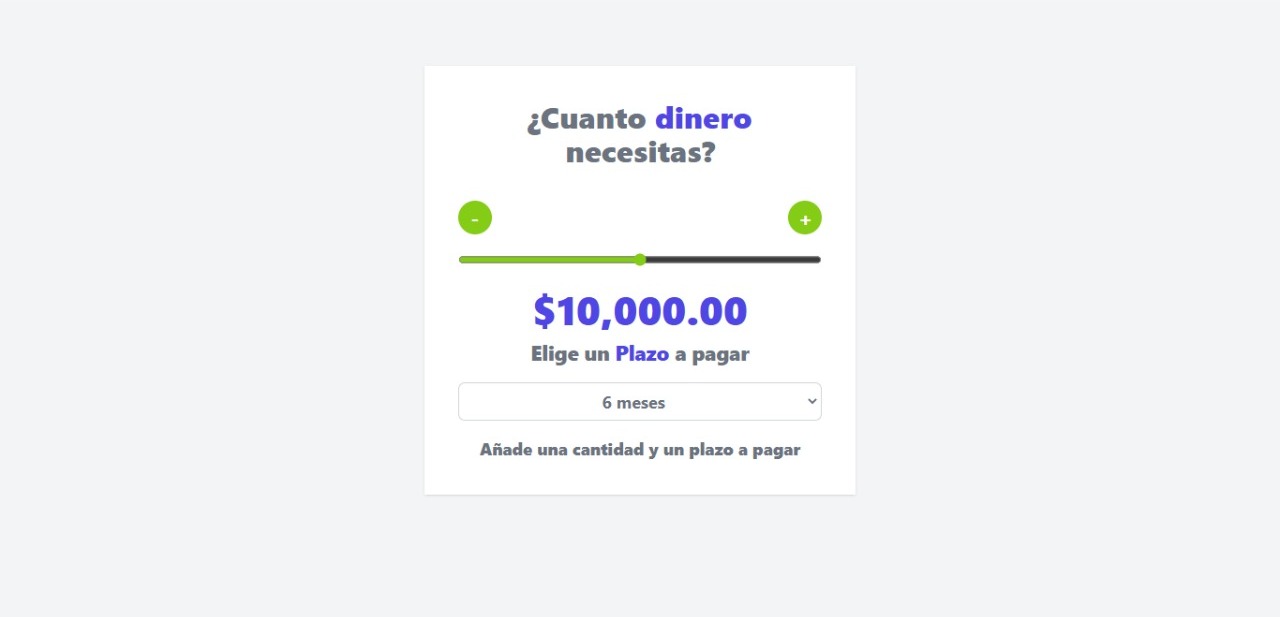 ¿Cuanto dinero
necesitas?
- +
$10,000.00
Elige un Plazo a pagar
6 meses
Añade una cantidad y un plazo a pagar